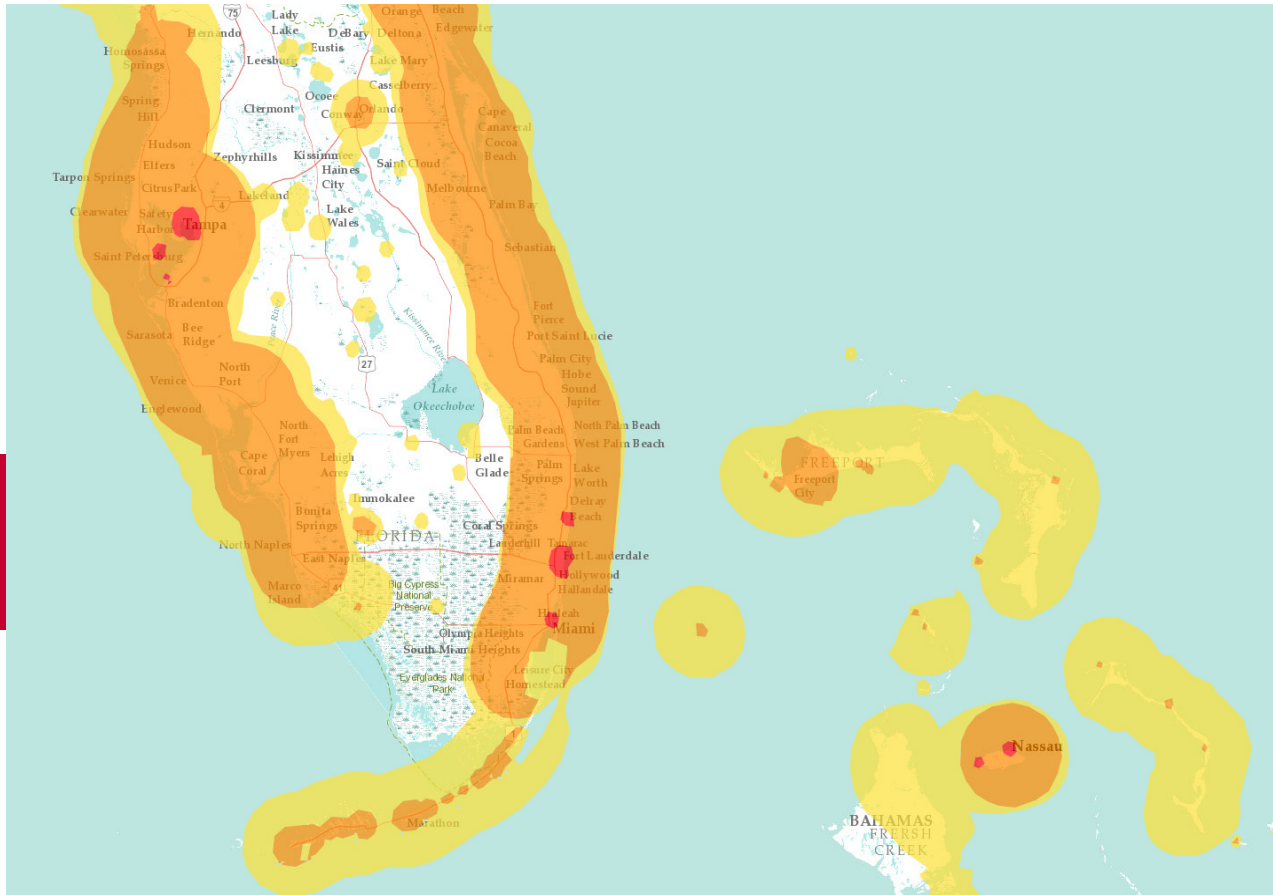 75
Lady
Lake
Orange
Beach
Hernando
DeBary
Deltona
Edgewater
Eustis
Homosassa
Springs
Leesburg
Lake Mary
Casselberry
Ocoee
Spring
Hill
Clermont
Conway
Orlando
Cape
Canaveral
Cocoa
Beach
Hudson
Zephyrhills
Kissimmee
Elfers
Haines
City
Saint Cloud
Tarpon Springs
Citrus Park
Lakeland
Melbourne
4
Clearwater
Safety
Harbor
Tampa
Lake
Wales
Palm Bay
Saint Petersburg
Sebastian
Bradenton
Peace River
Kissimmee River
Fort
Pierce
Sarasota
Bee
Ridge
Port Saint Lucie
27
North
Port
Palm City
Venice
Lake
Okeechobee
Hobe
Sound
Jupiter
Englewood
North
Fort
Myers
Palm Beach
Gardens
North Palm Beach
West Palm Beach
Cape
Coral
Lehigh
Acres
Belle
Glade
Palm
Springs
Lake
Worth
FREEPORT
Freeport
City
Immokalee
Delray
Beach
Bonita
Springs
Coral Springs
FLORIDA
North Naples
Lauderhill
Tamarac
East Naples
Fort Lauderdale
Marco
Island
41
Big Cypress
National
Preserve
Miramar
Hollywood
Hallandale
Hialeah
Miami
Olympia Heights
South Miami Heights
Everglades National
Park
Leisure City
Homestead
1
Nassau
Marathon
BAHAMAS
FRERSH
CREEK